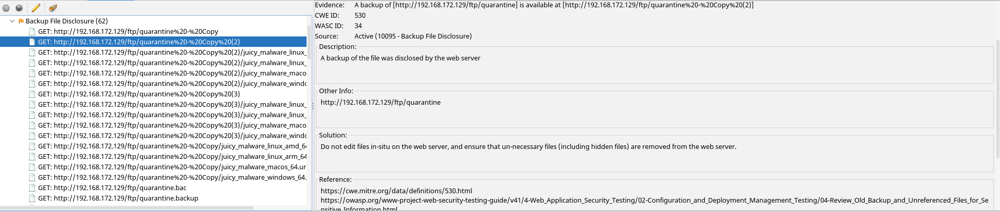 Backup File Disclosure (62)
GET: http://192.168.172.129/ftp/quarantine%20-%20Copy
GET: http://192.168.172.129/ftp/quarantine%20-%20Copy%20(2)
GET: http://192.168.172.129/ftp/quarantine%20-%20Copy%20(2)/juicy_malware_linux_
GET: http://192.168.172.129/ftp/quarantine%20-%20Copy%20(2)/juicy_malware_linux_
GET: http://192.168.172.129/ftp/quarantine%20-%20Copy%20(2)/juicy_malware_maco
GET: http://192.168.172.129/ftp/quarantine%20-%20Copy%20(2)/juicy_malware_windo
GET: http://192.168.172.129/ftp/quarantine%20-%20Copy%20(3)
GET: http://192.168.172.129/ftp/quarantine%20-%20Copy%20(3)/juicy_malware_linux_
GET: http://192.168.172.129/ftp/quarantine%20-%20Copy%20(3)/juicy_malware_linux_
GET: http://192.168.172.129/ftp/quarantine%20-%20Copy%20(3)/juicy_malware_maco
GET: http://192.168.172.129/ftp/quarantine%20-%20Copy%20(3)/juicy_malware_windo
GET: http://192.168.172.129/ftp/quarantine%20-%20Copy/juicy_malware_linux_amd_64
GET: http://192.168.172.129/ftp/quarantine%20-%20Copy/juicy_malware_linux_arm_64
GET: http://192.168.172.129/ftp/quarantine%20-%20Copy/juicy_malware_macos_64.ur
GET: http://192.168.172.129/ftp/quarantine%20-%20Copy/juicy_malware_windows_64.
GET: http://192.168.172.129/ftp/quarantine.bac
GET: http://192.168.172.129/ftp/quarantine.backup
Evidence: A backup of [http://192.168.172.129/ftp/quarantine] is available at [http://192.168.172.129/ftp/quarantine%20-%20Copy%20(2)]
CWE ID: 530
WASC ID: 34
Source: Active (10095 - Backup File Disclosure)
Description:
A backup of the file was disclosed by the web server
Other Info:
http://192.168.172.129/ftp/quarantine
Solution:
Do not edit files in-situ on the web server, and ensure that un-necessary files (including hidden files) are removed from the web server.
Reference:
https://cwe.mitre.org/data/definitions/530.html
https://owasp.org/www-project-web-security-testing-guide/v41/4-Web_Application_Security_Testing/02-Configuration_and_Deployment_Management_Testing/04-Review_Old_Backup_and_Unreferenced_Files_for_Se
nsitive_Information.html